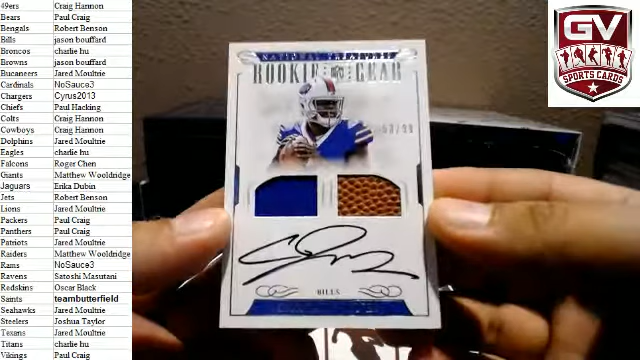 49ers Craig Hannon
Bears Paul Craig
Bengals Robert Benson
Bills jason bouffard
Broncos charlie hu
Browns jason bouffard
Bucaneers Jared Moultrie
Cardinals NoSauce3
Chargers Cyrus2013
Chiefs Paul Hacking
Colts Craig Hannon
Cowboys Craig Hannon
Dolphins Jared Moultrie
Eagles charlie hu
Falcons Roger Chen
Giants Matthew Wooldridge
Jaguars Erika Dubin
Jets Robert Benson
Lions Jared Moultrie
Packers Paul Craig
Panthers Paul Craig
Patriots Jared Moultrie
Raiders Matthew Wooldridge
Rams NoSauce3
Ravens Satoshi Masutani
Redskins Oscar Black
Saints teambutterfield
Seahawks Jared Moultrie
Steelers Joshua Taylor
Texans Jared Moultrie
Titans charlie hu
Vikings Paul Craig
NATIONAL TREASURES
ROOKIE NFL GEAR
/99
BILLS
GV
SPORTS CARDS